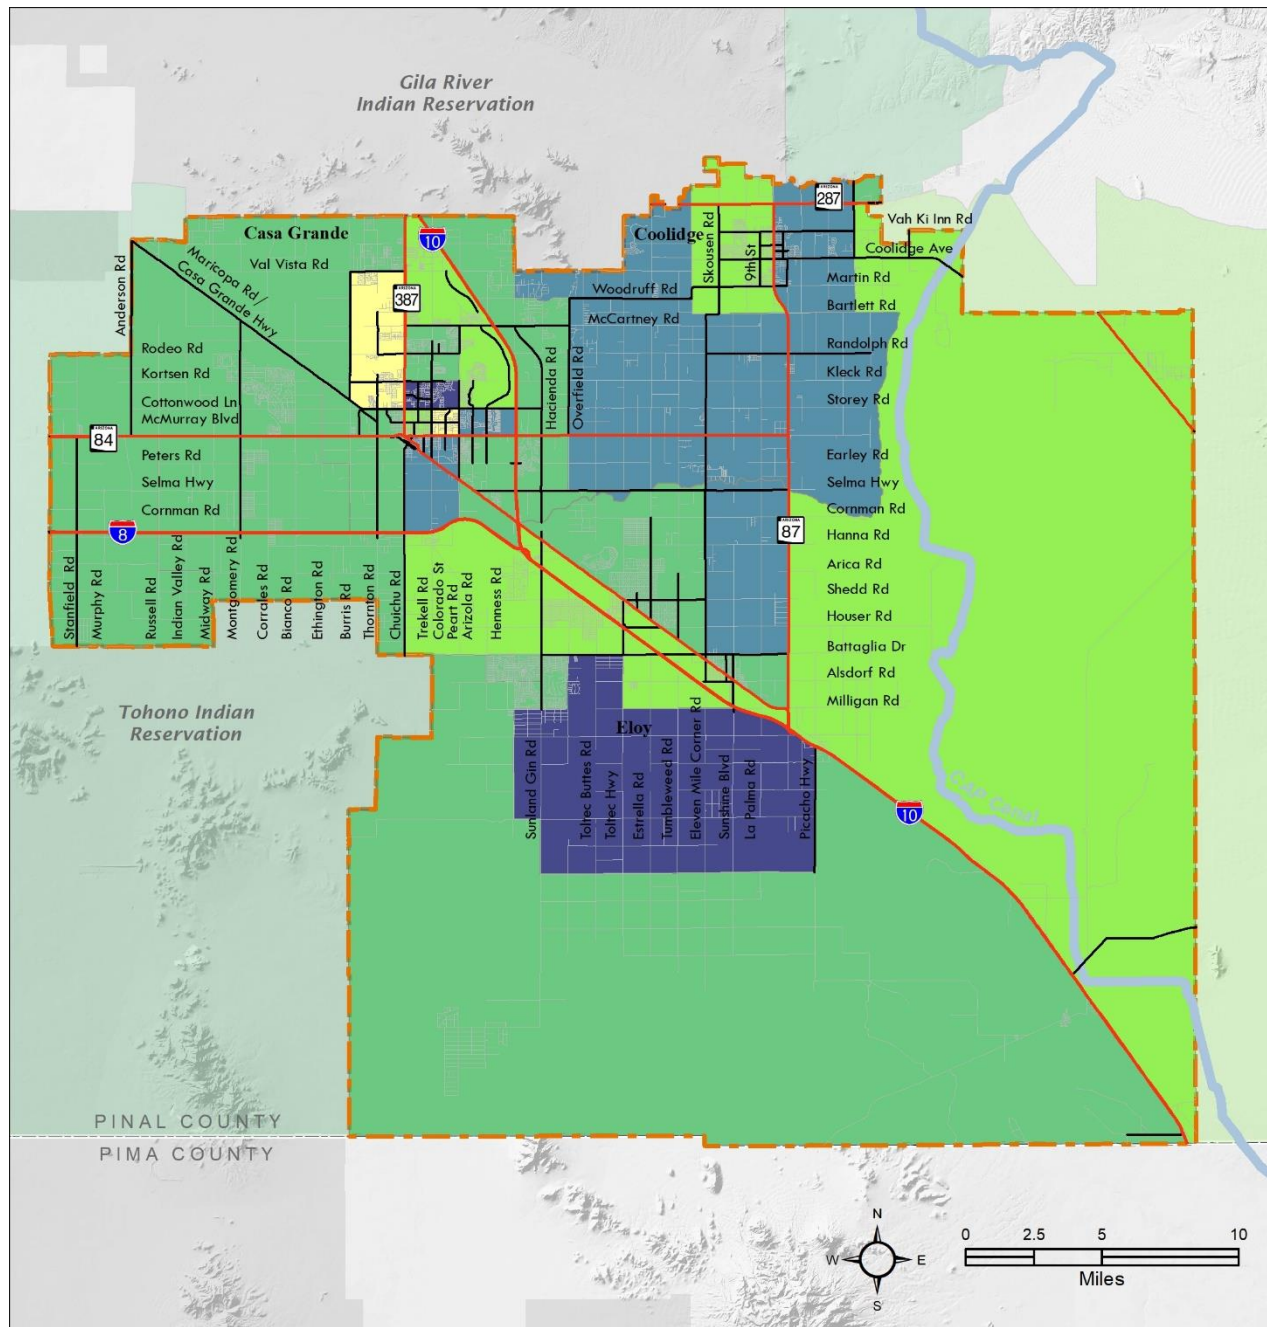 Gila River
Indian Reservation
ARIZONA
287
Vah Ki Inn Rd
Casa Grande
10
Coolidge
Skousen Rd
9th St
Coolidge Ave
Val Vista Rd
Maricopa Rd /
Casa Grande Hwy
Anderson Rd
Martin Rd
Woodruff Rd
ARIZONA
387
Bartlett Rd
McCartney Rd
Rodeo Rd
Randolph Rd
Kortsen Rd
Kleck Rd
Hacienda Rd
Overfield Rd
Cottonwood Ln
Storey Rd
McMurray Blvd
ARIZONA
84
Peters Rd
Earley Rd
Selma Hwy
Selma Hwy
Cornman Rd
Cornman Rd
8
ARIZONA
87
Hanna Rd
Arica Rd
Shedd Rd
Houser Rd
Stanfield Rd
Murphy Rd
Russell Rd
Indian Valley Rd
Midway Rd
Montgomery Rd
Corrales Rd
Bianco Rd
Ethington Rd
Burris Rd
Thornton Rd
Chuichu Rd
Trekell Rd
Colorado St
Peart Rd
Arizola Rd
Henness Rd
Battaglia Dr
Alsdorf Rd
Milligan Rd
Tohono Indian
Reservation
Eloy
Sunland Gin Rd
Toltec Buttes Rd
Toltec Hwy
Estrella Rd
Tumbleweed Rd
Eleven Mile Corner Rd
Sunshine Blvd
La Palma Rd
Picacho Hwy
CAP Canal
10
PINAL COUNTY
PIMA COUNTY
N
W E
S
0 2.5 5 10
Miles